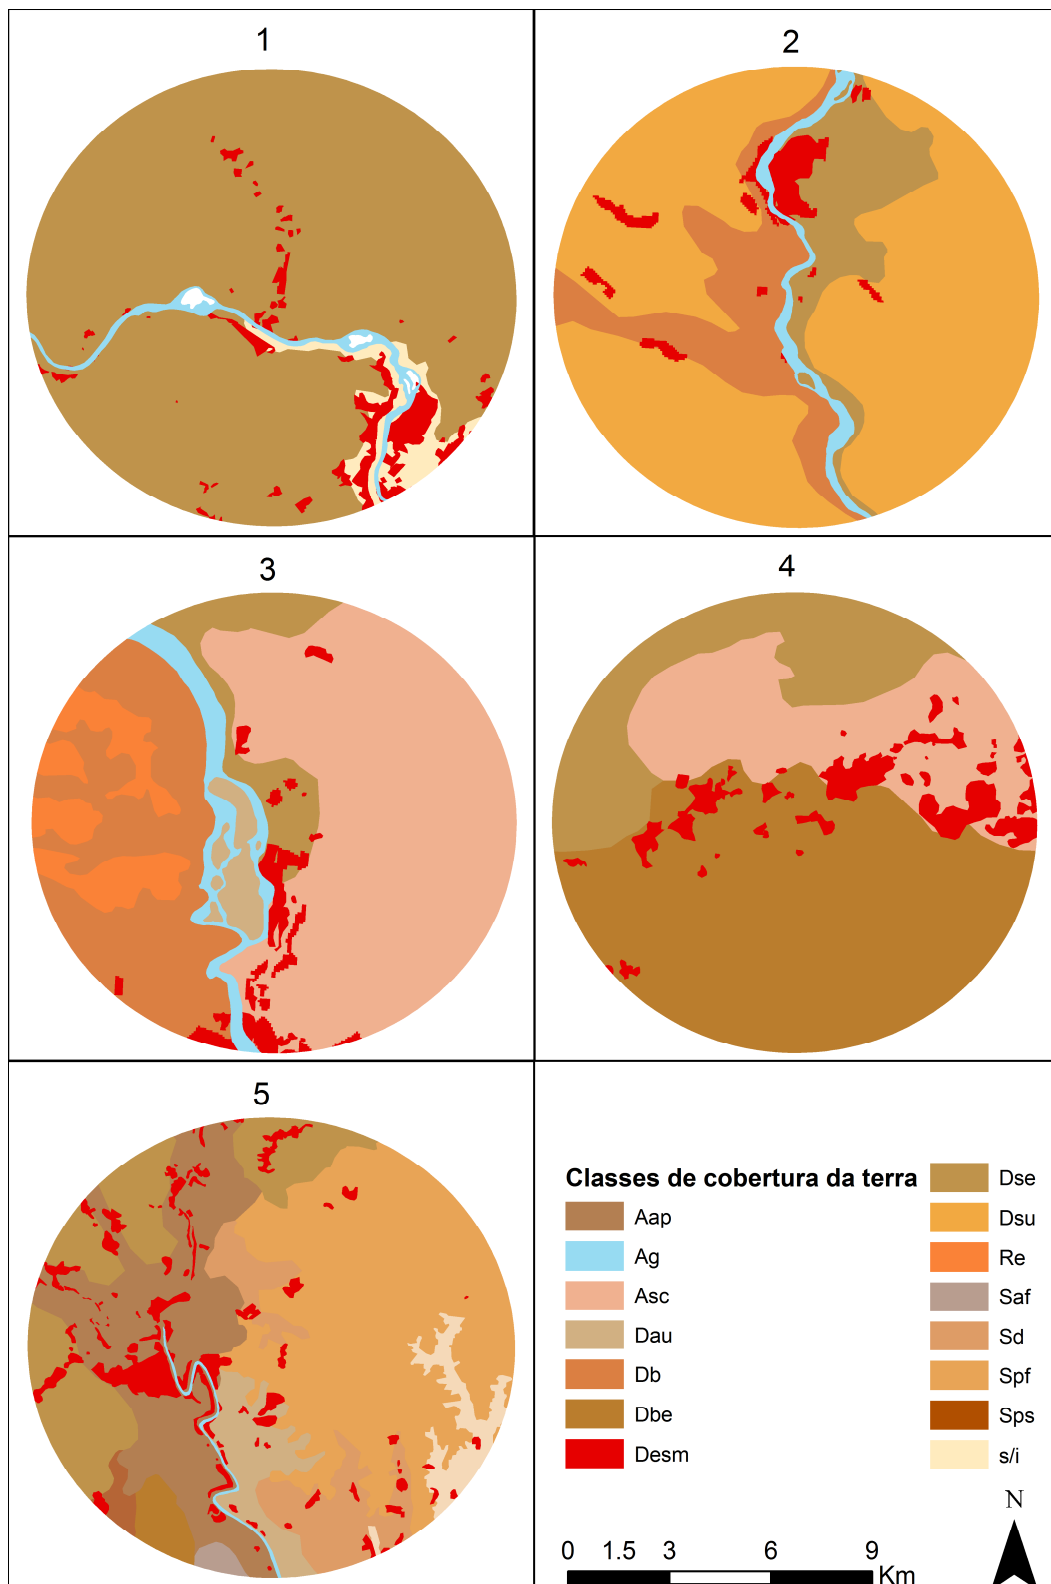 1
2
3
4
5
Classes de cobertura da terra
Aap
Ag
Asc
Dau
Db
Dbe
Desm
Dse
Dsu
Re
Saf
Sd
Spf
Sps
s/i
N
0 1.5 3 6 9
Km